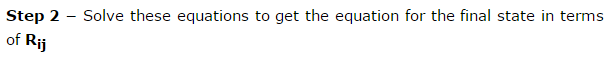 Step 2 – Solve these equations to get the equation for the final state in terms
of Rij